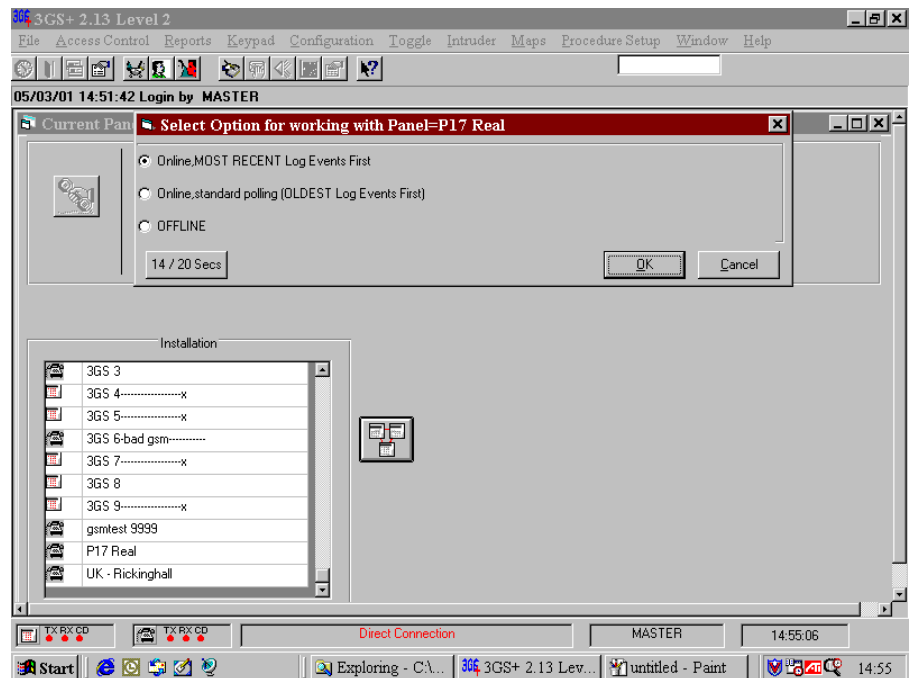 3GS+ 2.13 Level 2
File Access Control Reports Keypad Configuration Toggle Intruder Maps Procedure Setup Window Help
05/03/01 14:51:42 Login by MASTER
Current Pan
Select Option for working with Panel=P17 Real
Online,MOST RECENT Log Events First
Online,standard polling (OLDEST Log Events First)
OFFLINE
14 / 20 Secs
OK
Cancel
Installation
3GS 3
3GS 4------------------x
3GS 5------------------x
3GS 6-bad gsm-----------
3GS 7------------------x
3GS 8
3GS 9------------------x
gsmtest 9999
P17 Real
UK - Rickinghall
TX RX CD
TX RX CD
Direct Connection
MASTER
14:55:06
Start
Exploring - C:\...
3GS+ 2.13 Lev...
untitled - Paint
14:55